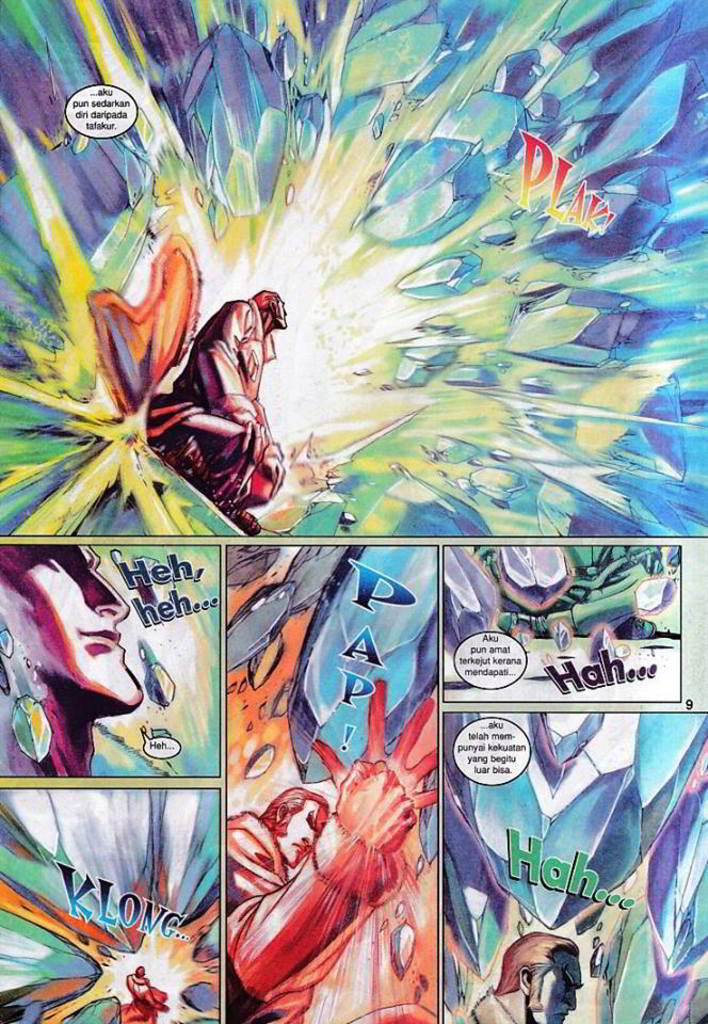 ...aku
pun sedarkan
diri daripada
tafakur.
PLAK!
Heh,
heh...
Heh...
KLONG...
PAP!
Aku
pun amat
terkejut kerana
mendapati...
Hah...
9
...aku
telah mem-
punyai kekuatan
yang begitu
luar bisa.
Hah...